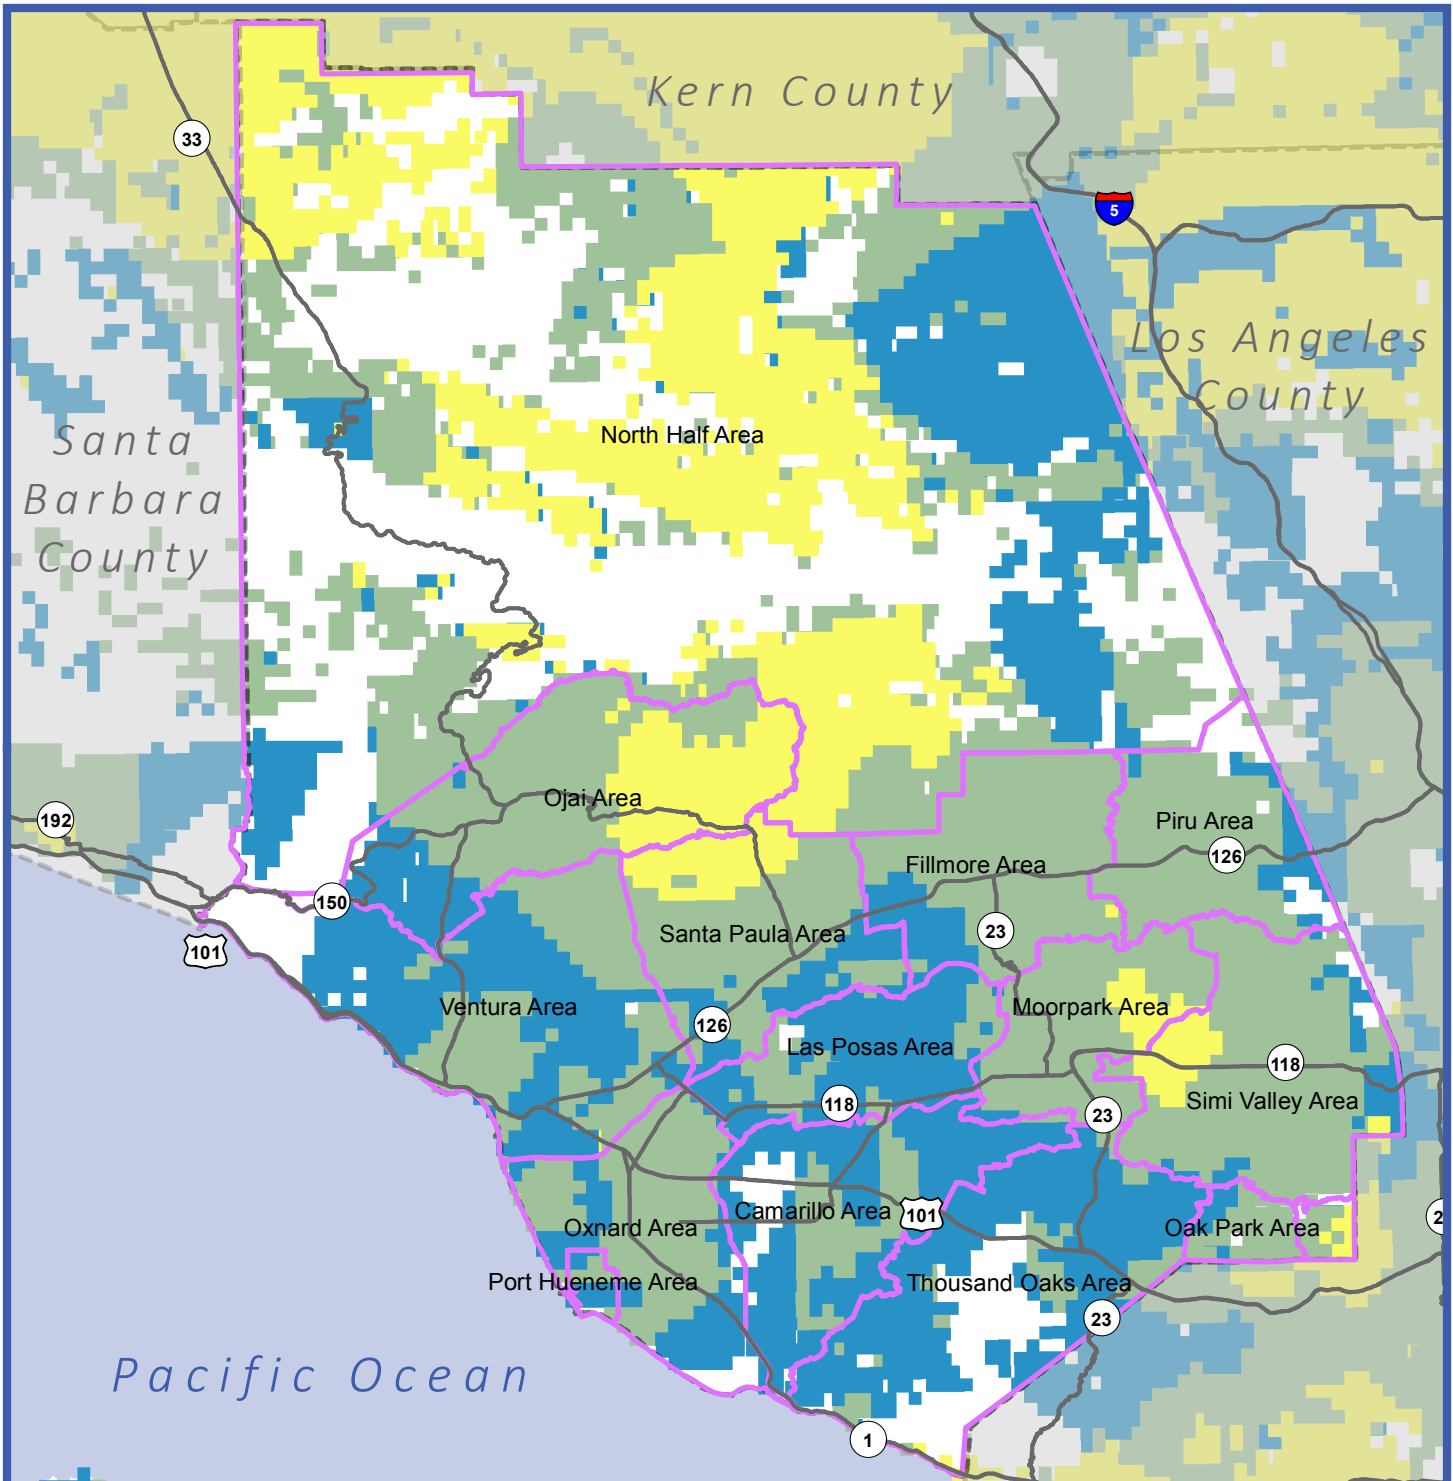 Kern County
33
5
Los Angeles
County
Santa
Barbara
County
North Half Area
Ojai Area
192
Piru Area
126
Fillmore Area
150
23
Santa Paula Area
101
Ventura Area
Moorpark Area
126
Las Posas Area
118
118
Simi Valley Area
23
Camarillo Area
101
2
Oxnard Area
Oak Park Area
Port Hueneme Area
Thousand Oaks Area
23
Pacific Ocean
1